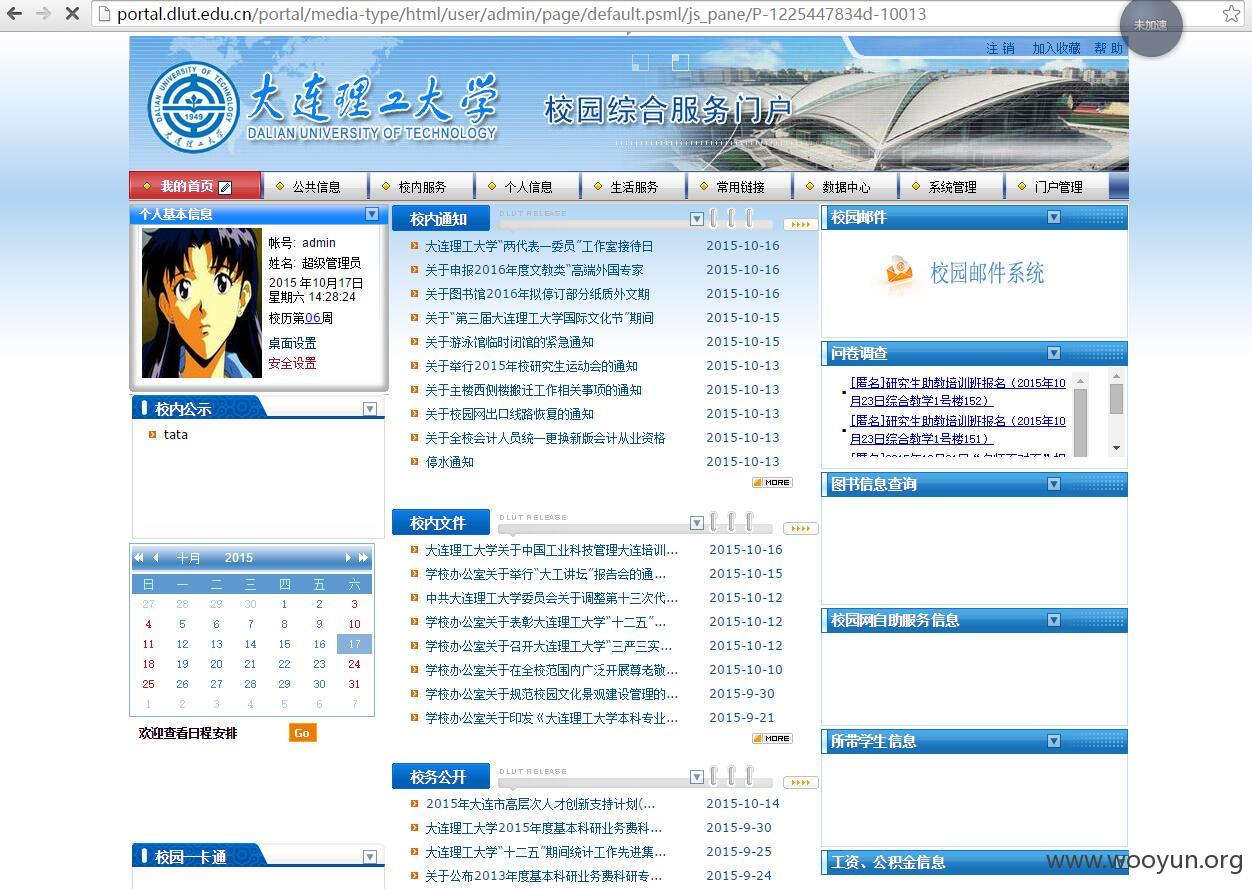 portal.dlut.edu.cn/portal/media-type/html/user/admin/page/default.psml/js_pane/P-1225447834d-10013
未加速
注 销 加入收藏 帮 助
DALIAN UNIVERSITY OF TECHNOLOGY
1949
大连理工大学
大连理工大学
DALIAN UNIVERSITY OF TECHNOLOGY
校园综合服务门户
我的首页 公共信息 校内服务 个人信息 生活服务 常用链接 数据中心 系统管理 门户管理
个人基本信息
帐号: admin
姓名: 超级管理员
2015 年10月17日
星期六 14:28:24
校历第06周
桌面设置
安全设置
校内公示
tata
十月 2015
日 一 二 三 四 五 六
27 28 29 30 1 2 3
4 5 6 7 8 9 10
11 12 13 14 15 16 17
18 19 20 21 22 23 24
25 26 27 28 29 30 31
1 2 3 4 5 6 7
欢迎查看日程安排 Go
校园一卡通
校内通知 DLUT RELEASE
大连理工大学“两代表一委员”工作室接待日 2015-10-16
关于申报2016年度文教类“高端外国专家 2015-10-16
关于图书馆2016年拟停订部分纸质外文期 2015-10-16
关于“第三届大连理工大学国际文化节”期间 2015-10-15
关于游泳馆临时闭馆的紧急通知 2015-10-15
关于举行2015年校研究生运动会的通知 2015-10-13
关于主楼西侧楼搬迁工作相关事项的通知 2015-10-13
关于校园网出口线路恢复的通知 2015-10-13
关于全校会计人员统一更换新版会计从业资格 2015-10-13
停水通知 2015-10-13
MORE
校内文件 DLUT RELEASE
大连理工大学关于中国工业科技管理大连培训... 2015-10-16
学校办公室关于举行“大工讲坛”报告会的通... 2015-10-15
中共大连理工大学委员会关于调整第十三次代... 2015-10-12
学校办公室关于表彰大连理工大学“十二五”... 2015-10-12
学校办公室关于召开大连理工大学“三严三实... 2015-10-12
学校办公室关于在全校范围内广泛开展尊老敬... 2015-10-10
学校办公室关于规范校园文化景观建设管理的... 2015-9-30
学校办公室关于印发《大连理工大学本科专业... 2015-9-21
MORE
校务公开 DLUT RELEASE
2015年大连市高层次人才创新支持计划(... 2015-10-14
大连理工大学2015年度基本科研业务费科... 2015-9-30
大连理工大学“十二五”期间统计工作先进集... 2015-9-25
关于公布2013年度基本科研业务费科研专... 2015-9-24
校园邮件
校园邮件系统
问卷调查
[匿名]研究生助教培训班报名（2015年10
月23日综合教学1号楼152）
[匿名]研究生助教培训班报名（2015年10
月23日综合教学1号楼151）
图书信息查询
校园网自助服务信息
所带学生信息
工资、公积金信息
www.wooyun.org